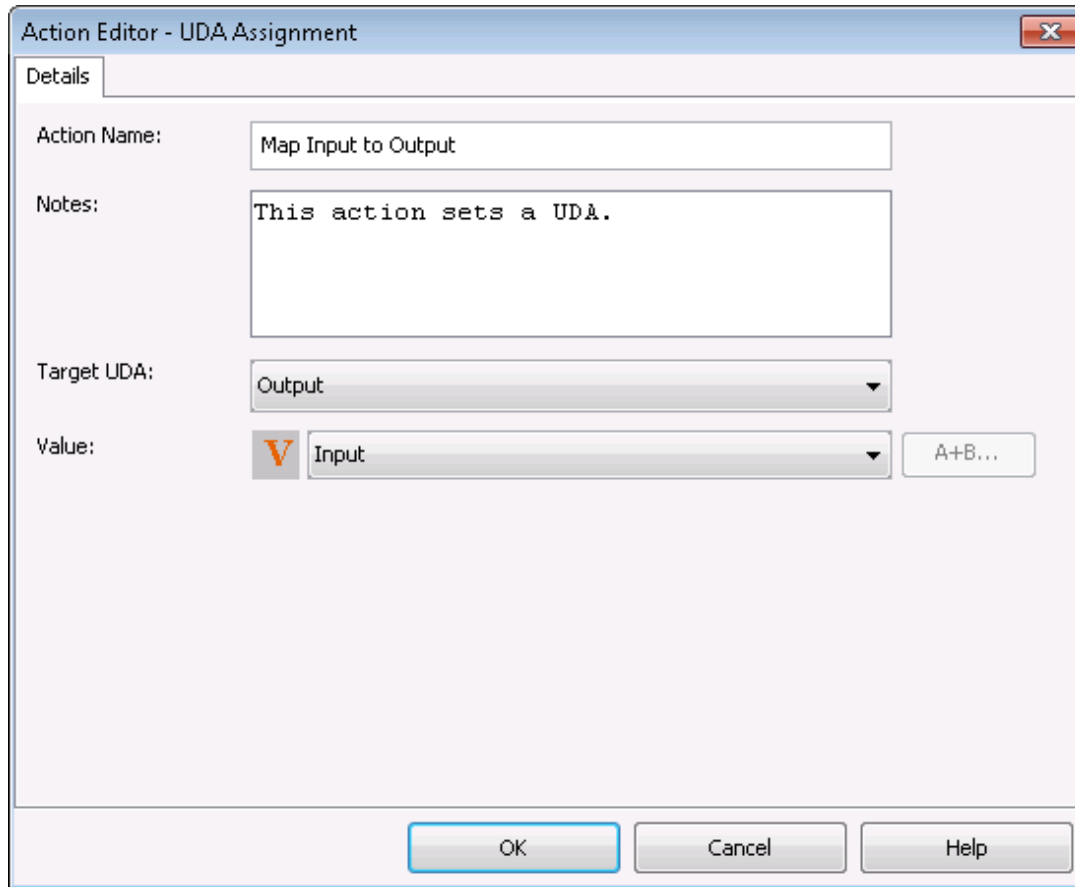 Action Editor - UDA Assignment
Details
Action Name:
Map Input to Output
Notes:
This action sets a UDA.
Target UDA:
Output
Value:
V
Input
A+B...
OK
Cancel
Help